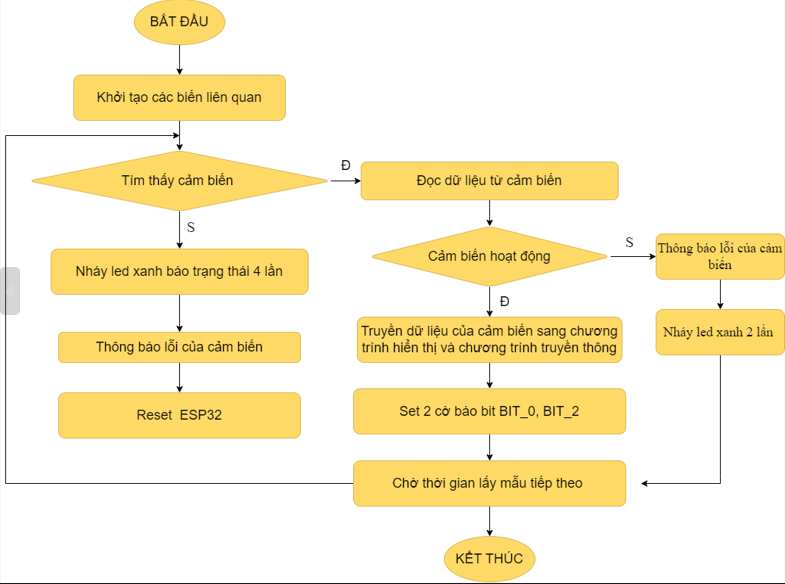 BẮT ĐẦU
Khởi tạo các biến liên quan
Tìm thấy cảm biến
Đ
Đọc dữ liệu từ cảm biến
S
Cảm biến hoạt động
S
Thông báo lỗi của cảm
biến
Nháy led xanh báo trạng thái 4 lần
Đ
Thông báo lỗi của cảm biến
Truyền dữ liệu của cảm biến sang chương
trình hiển thị và chương trình truyền thông
Nháy led xanh 2 lần
Reset ESP32
Set 2 cờ báo bit BIT_0, BIT_2
Chờ thời gian lấy mẫu tiếp theo
KẾT THÚC